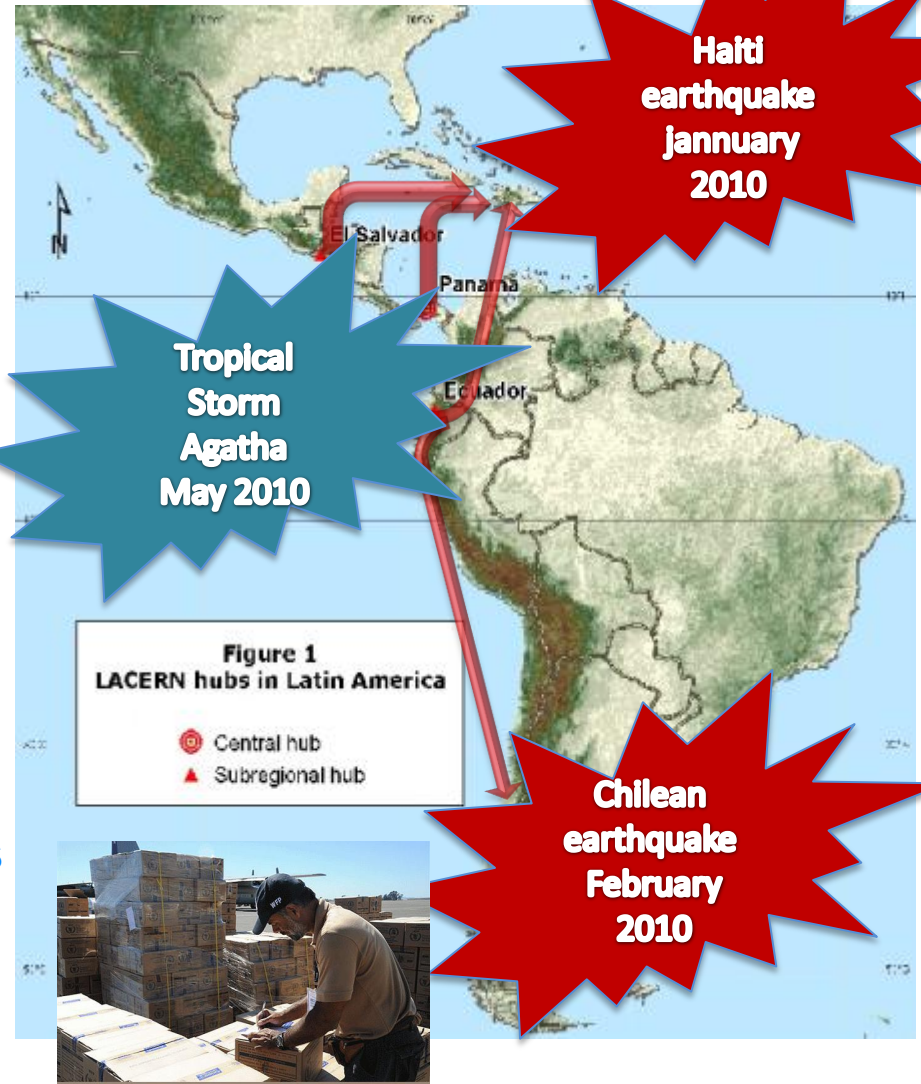 Haiti
earthquake
jannuary
2010
El Salvador
Panama
Ecuador
Tropical
Storm
Agatha
May 2010
N
Figure 1
LACERN hubs in Latin America
Central hub
Subregional hub
Chilean
earthquake
February
2010
WFP